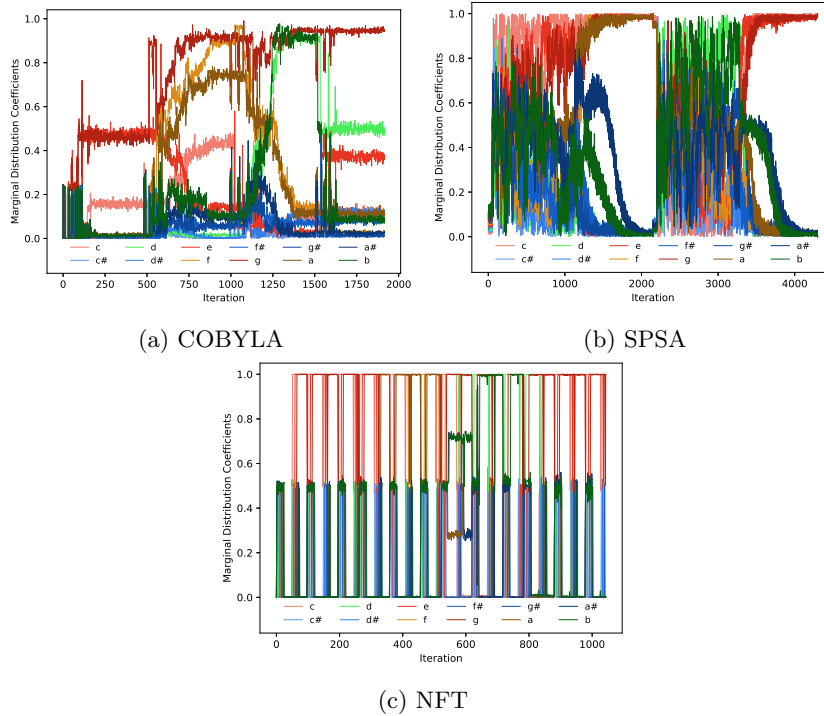 1.0
0.8
0.6
0.4
0.2
0.0
Marginal Distribution Coefficients
c d e f# g# a#
c# d# f g a b
0 250 500 750 1000 1250 1500 1750 2000
Iteration
(a) COBYLA
1.0
0.8
0.6
0.4
0.2
0.0
Marginal Distribution Coefficients
c d e f# g# a#
c# d# f g a b
0 1000 2000 3000 4000
Iteration
(b) SPSA
1.0
0.8
0.6
0.4
0.2
0.0
Marginal Distribution Coefficients
c d e f# g# a#
c# d# f g a b
0 200 400 600 800 1000
Iteration
(c) NFT